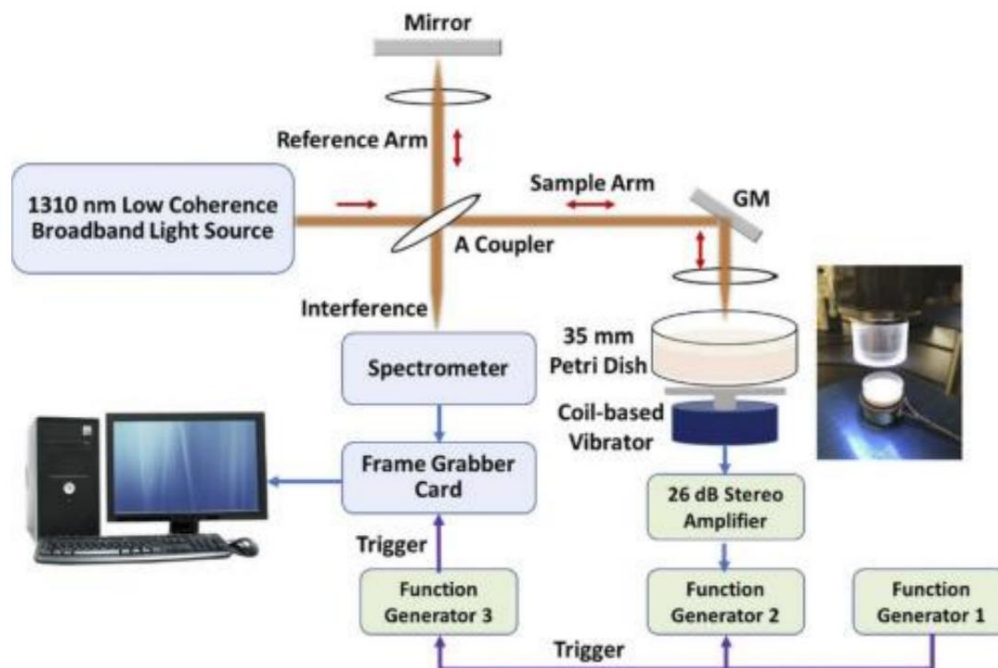 Mirror
Reference Arm
1310 nm Low Coherence
Broadband Light Source
Sample Arm
GM
A Coupler
Interference
35 mm
Petri Dish
Spectrometer
Coil-based
Vibrator
Frame Grabber
Card
26 dB Stereo
Amplifier
Trigger
Function
Generator 3
Function
Generator 2
Function
Generator 1
Trigger